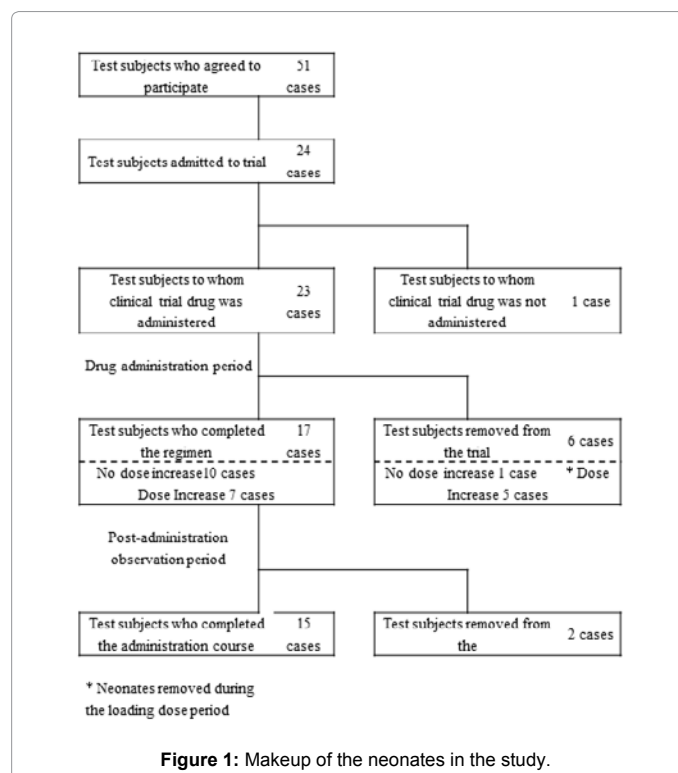 Test subjects who agreed to
participate
51
cases
Test subjects admitted to trial
24
cases
Test subjects to whom
clinical trial drug was
administered
23
cases
Test subjects to whom
clinical trial drug was not
administered
1 case
Drug administration period
Test subjects who completed
the regimen
17
cases
No dose increase10 cases
Dose Increase 7 cases
Test subjects removed from
the trial
6 cases
No dose increase 1 case * Dose
Increase 5 cases
Post-administration
observation period
Test subjects who completed
the administration course
15
cases
Test subjects removed from
the
2 cases
* Neonates removed during
the loading dose period
Figure 1: Makeup of the neonates in the study.